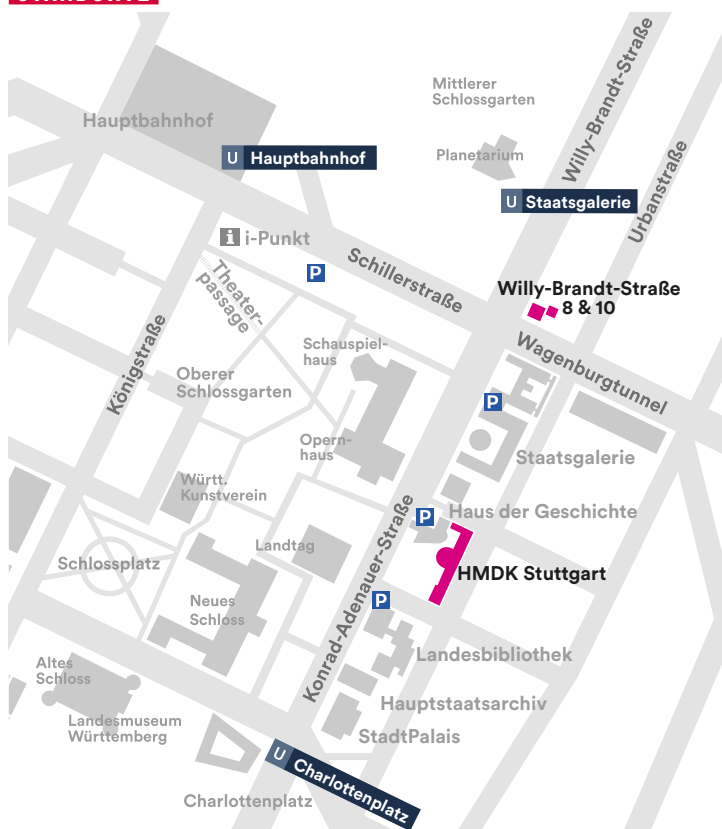 STANDORTE
Mittlerer
Schlossgarten
Willy-Brandt-Straße
Hauptbahnhof
U Hauptbahnhof
Planetarium
Urbanstraße
U Staatsgalerie
i i-Punkt
P
Schillerstraße
Theater-
passage
Willy-Brandt-Straße
8 & 10
Königstraße
Schauspiel-
haus
Wagenburgtunnel
Oberer
Schlossgarten
P
Opern-
haus
Staatsgalerie
Württ.
Kunstverein
Konrad-Adenauer-Straße
P
Haus der Geschichte
Landtag
Schlossplatz
HMDK Stuttgart
Neues
Schloss
P
Landesbibliothek
Altes
Schloss
Hauptstaatsarchiv
Landesmuseum
Württemberg
StadtPalais
U Charlottenplatz
Charlottenplatz